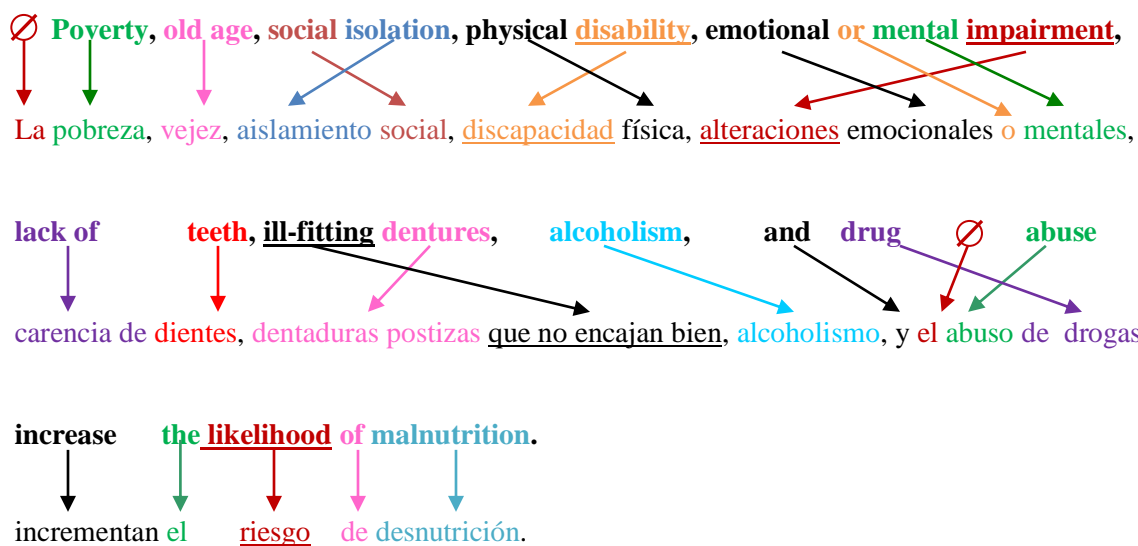 ∅ Poverty, old age, social isolation, physical disability, emotional or mental impairment,
La pobreza, vejez, aislamiento social, discapacidad física, alteraciones emocionales o mentales,
lack of teeth, ill-fitting dentures, alcoholism, and drug ∅ abuse
carencia de dientes, dentaduras postizas que no encajan bien, alcoholismo, y el abuso de drogas
increase the likelihood of malnutrition.
incrementan el riesgo de desnutrición.